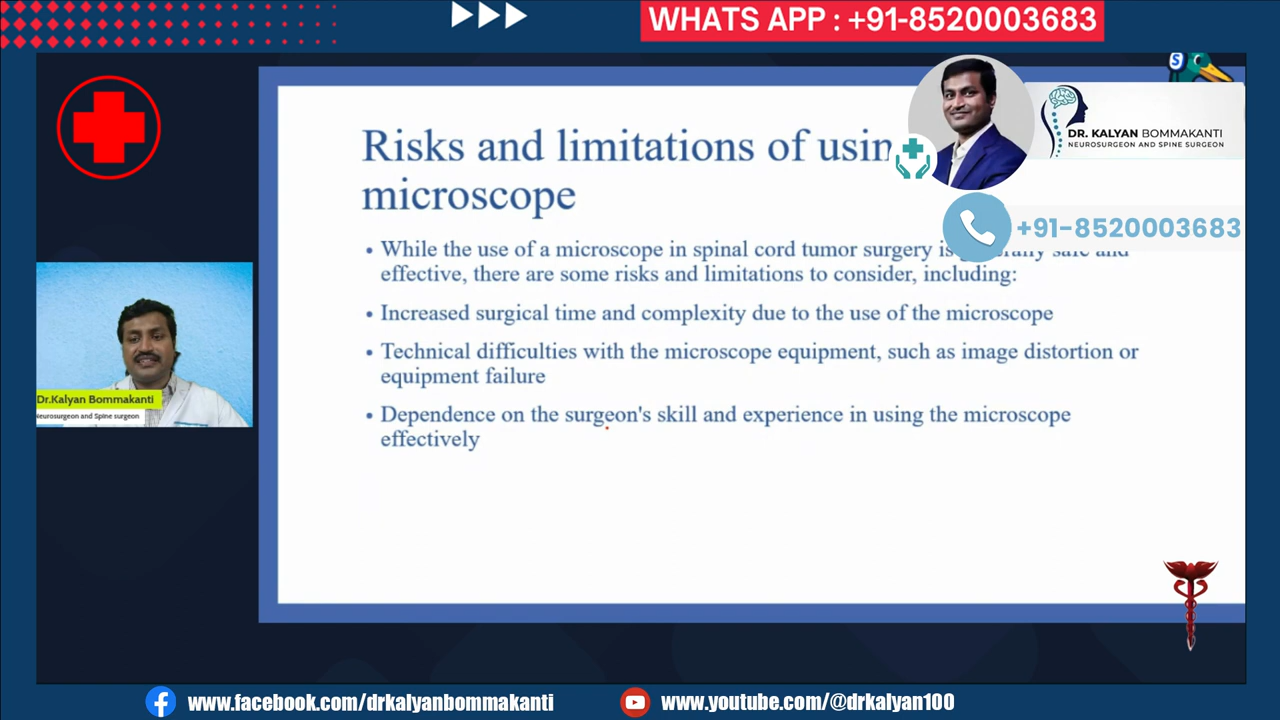 WHATS APP : +91-8520003683
S
DR. KALYAN BOMMAKANTI
NEUROSURGEON AND SPINE SURGEON
+91-8520003683
Risks and limitations of usin
microscope
• While the use of a microscope in spinal cord tumor surgery is generally safe and
effective, there are some risks and limitations to consider, including:
• Increased surgical time and complexity due to the use of the microscope
• Technical difficulties with the microscope equipment, such as image distortion or
equipment failure
• Dependence on the surgeon's skill and experience in using the microscope
effectively
Dr.Kalyan Bommakanti
Neurosurgeon and Spine surgeon
www.facebook.com/drkalyanbommakanti
www.youtube.com/@drkalyan100